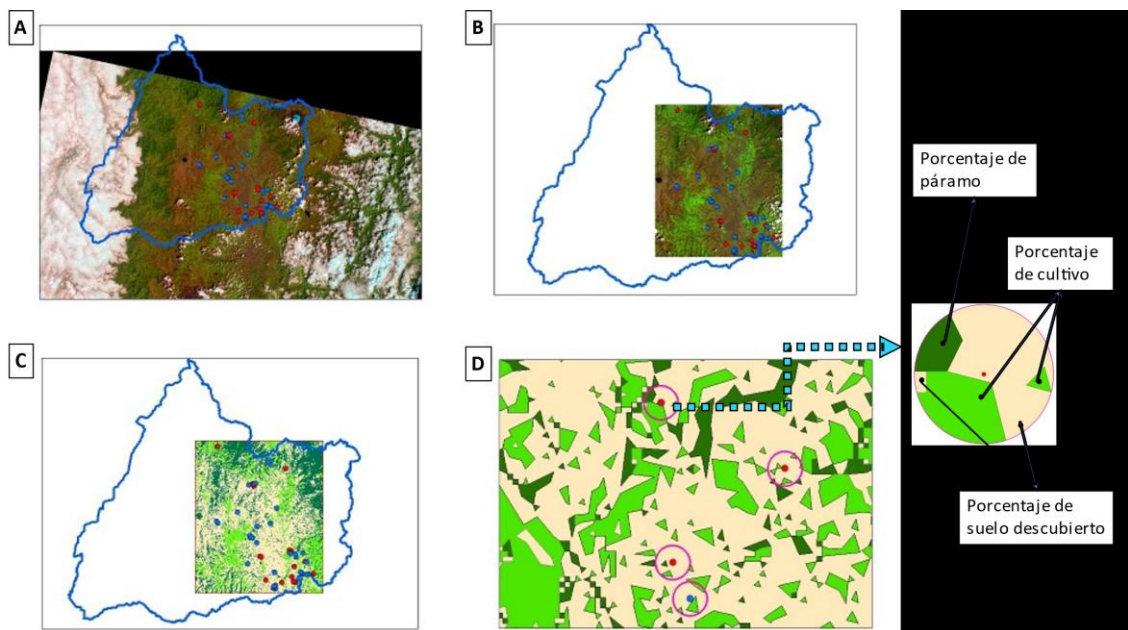 A
B
Porcentaje de
páramo
Porcentaje
de cultivo
C
D
Porcentaje de
suelo descubierto